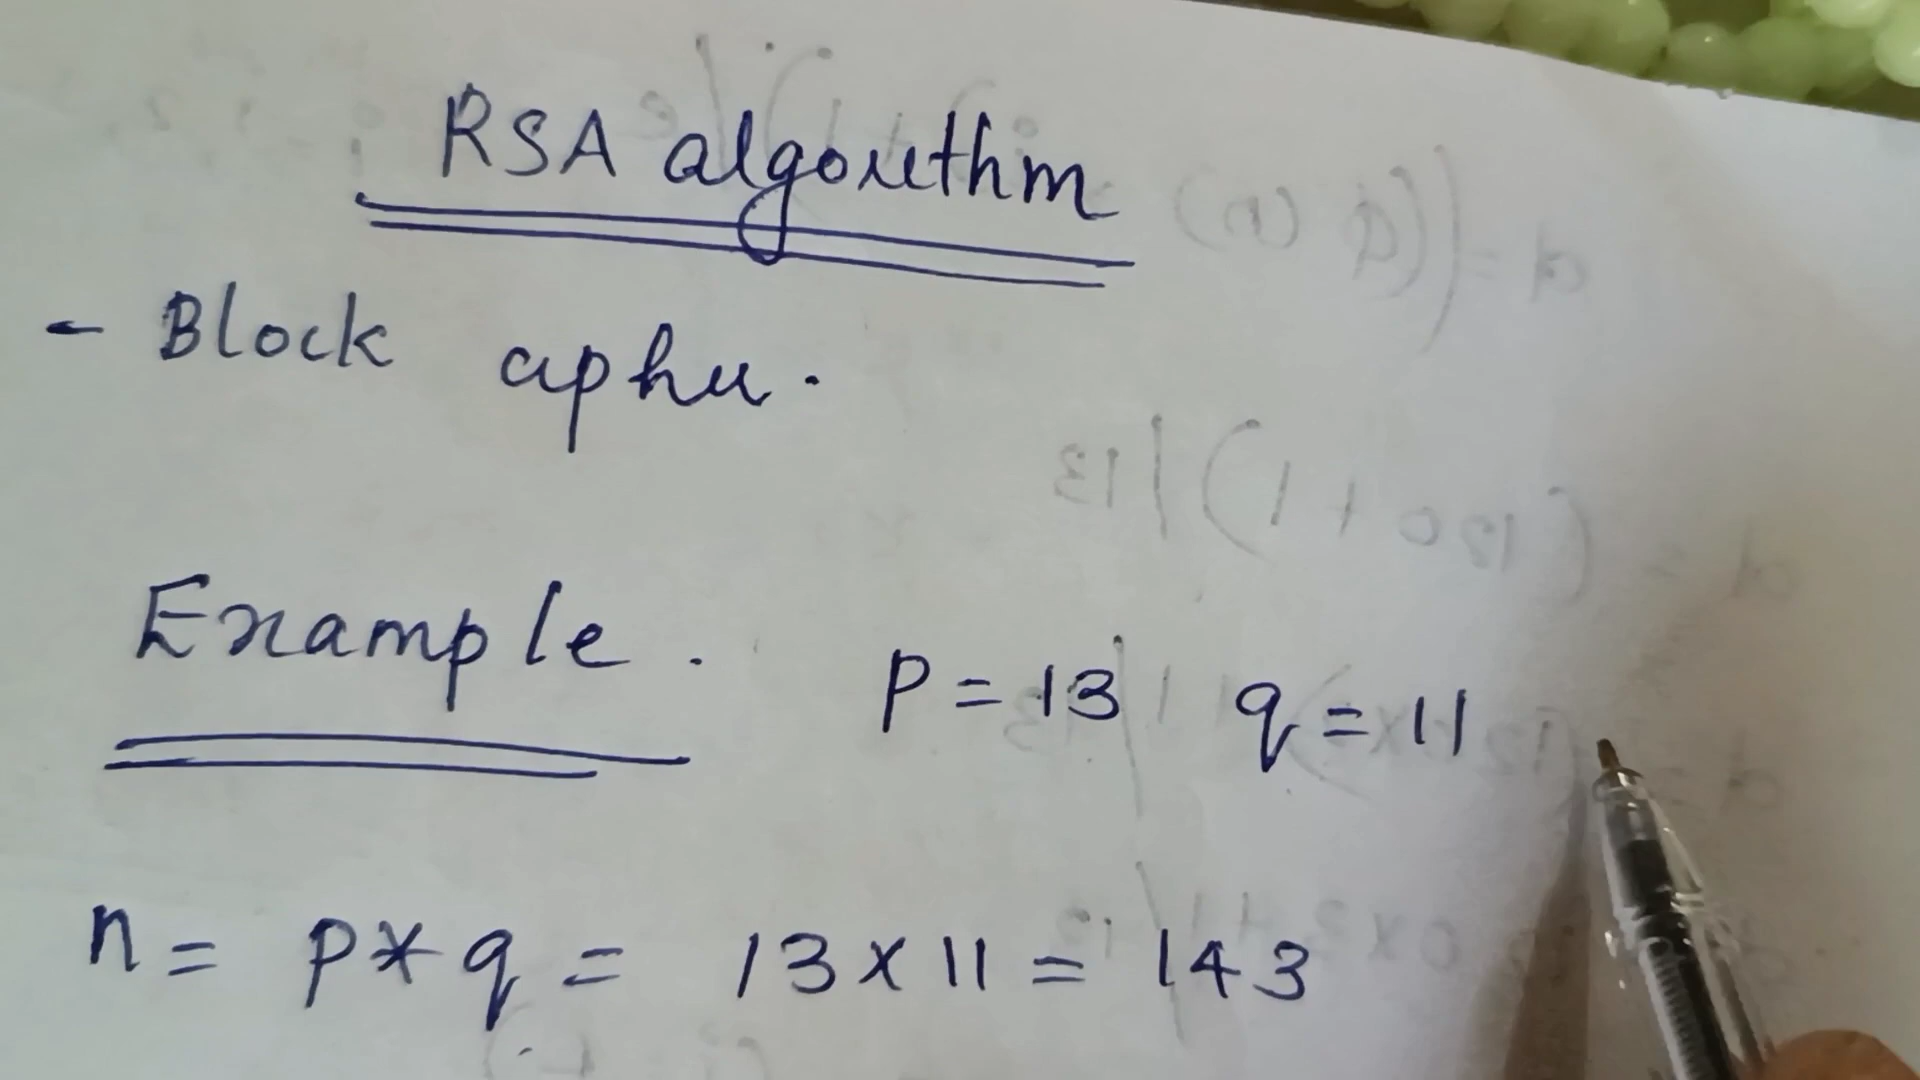 RSA algorithm
- Block cipher.
Example. P = 13 q = 11
n = p * q = 13 x 11 = 143